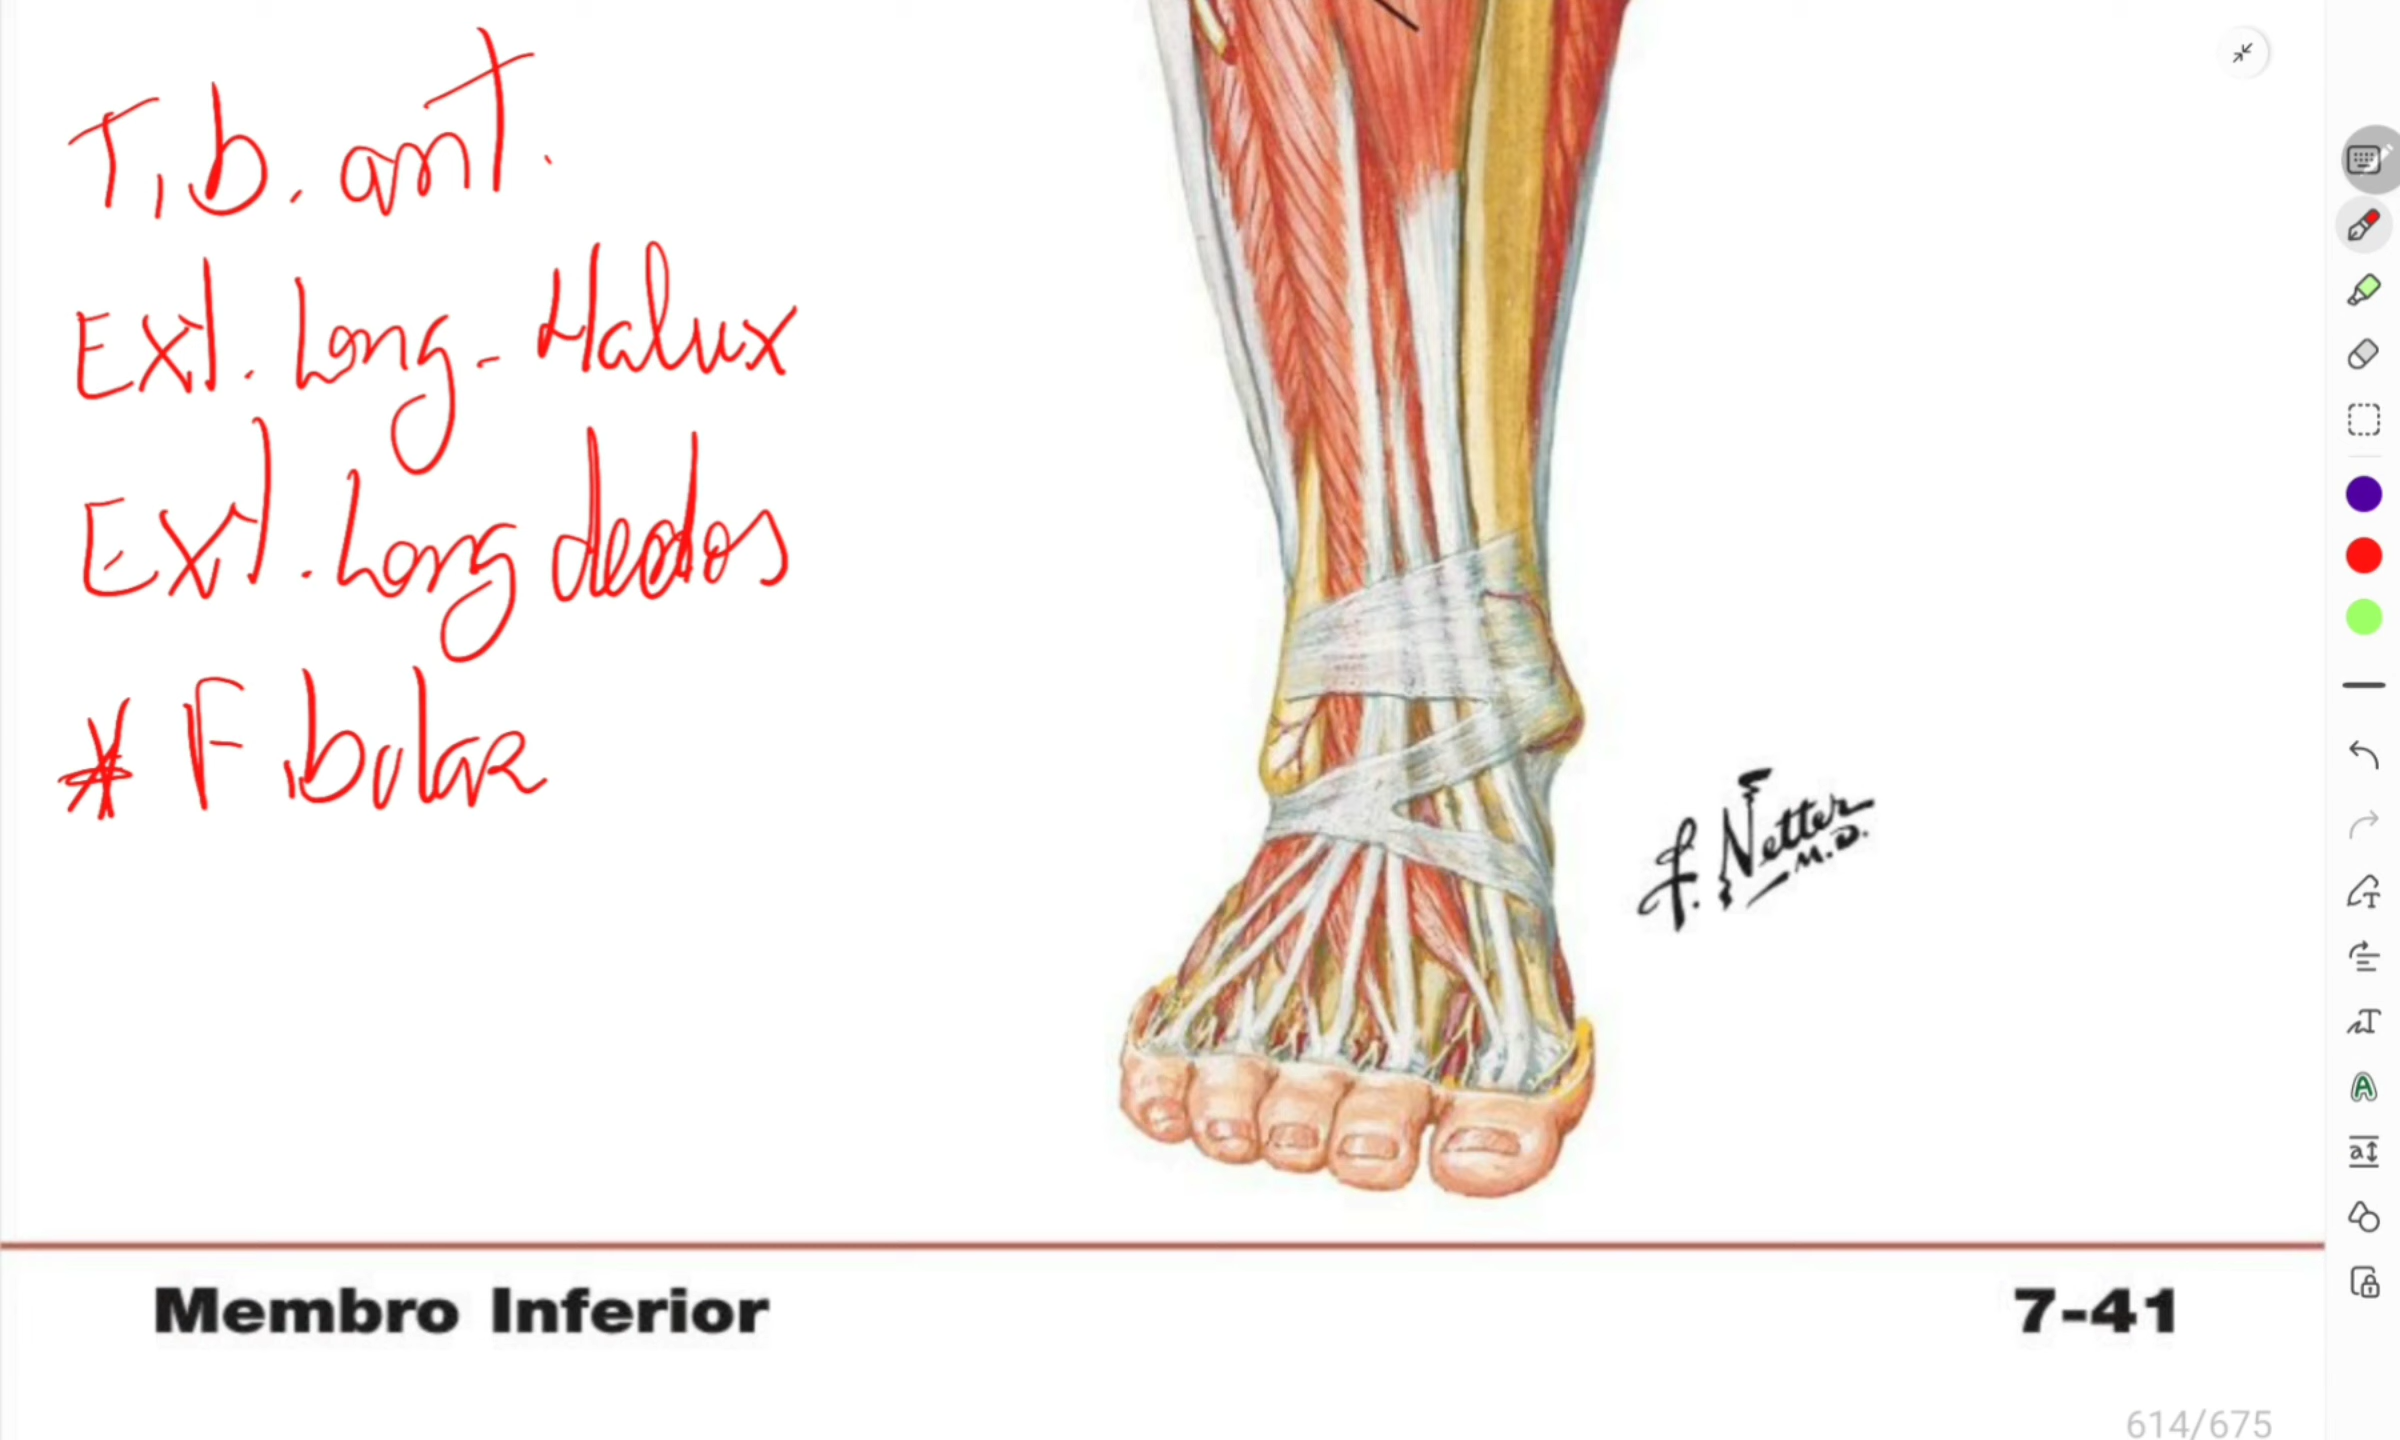 Tib. ant.
Ext. Long. Halux
Ext. Long dedos
* Fibular
F. Netter
M.D.
Membro Inferior
7-41
614/675